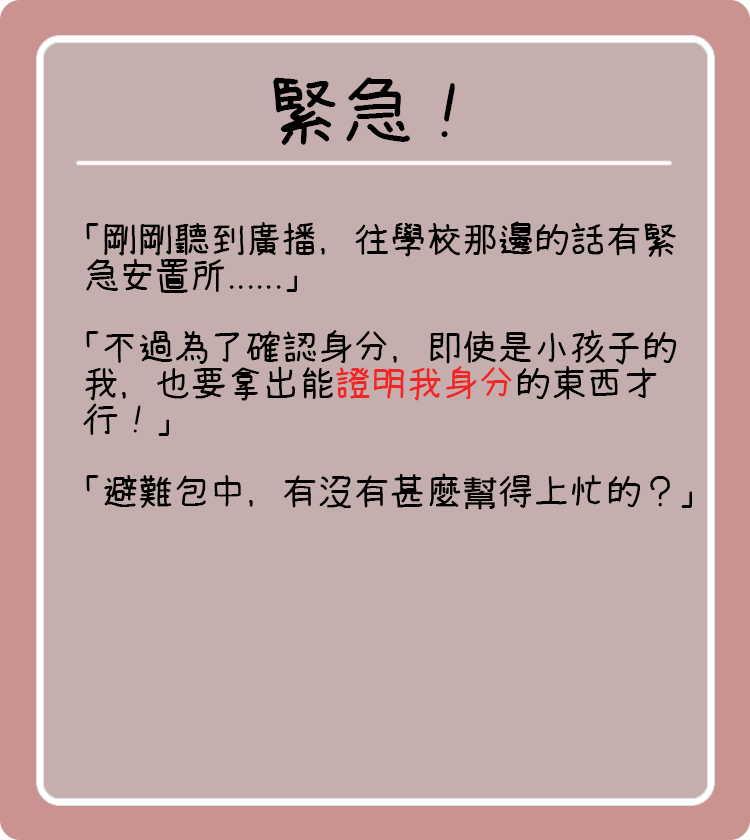 緊急！
「剛剛聽到廣播，往學校那邊的話有緊
急安置所......」
「不過為了確認身分，即使是小孩子的
我，也要拿出能證明我身分的東西才
行！」
「避難包中，有沒有甚麼幫得上忙的？」